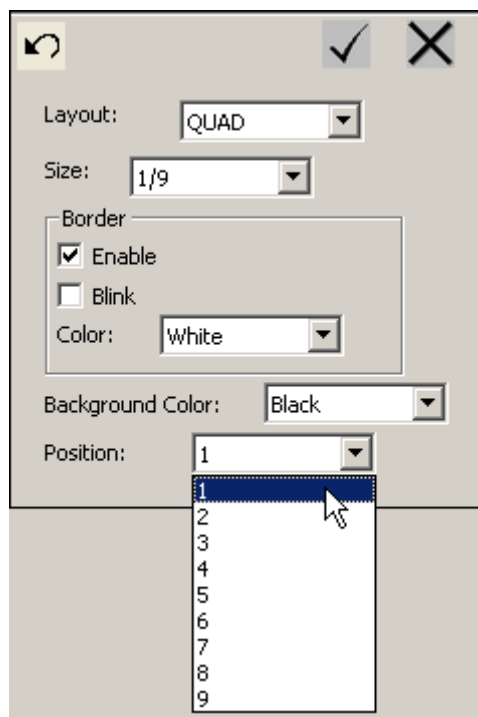 Layout: QUAD
Size: 1/9
Border
Enable
Blink
Color: White
Background Color: Black
Position: 1
1
2
3
4
5
6
7
8
9